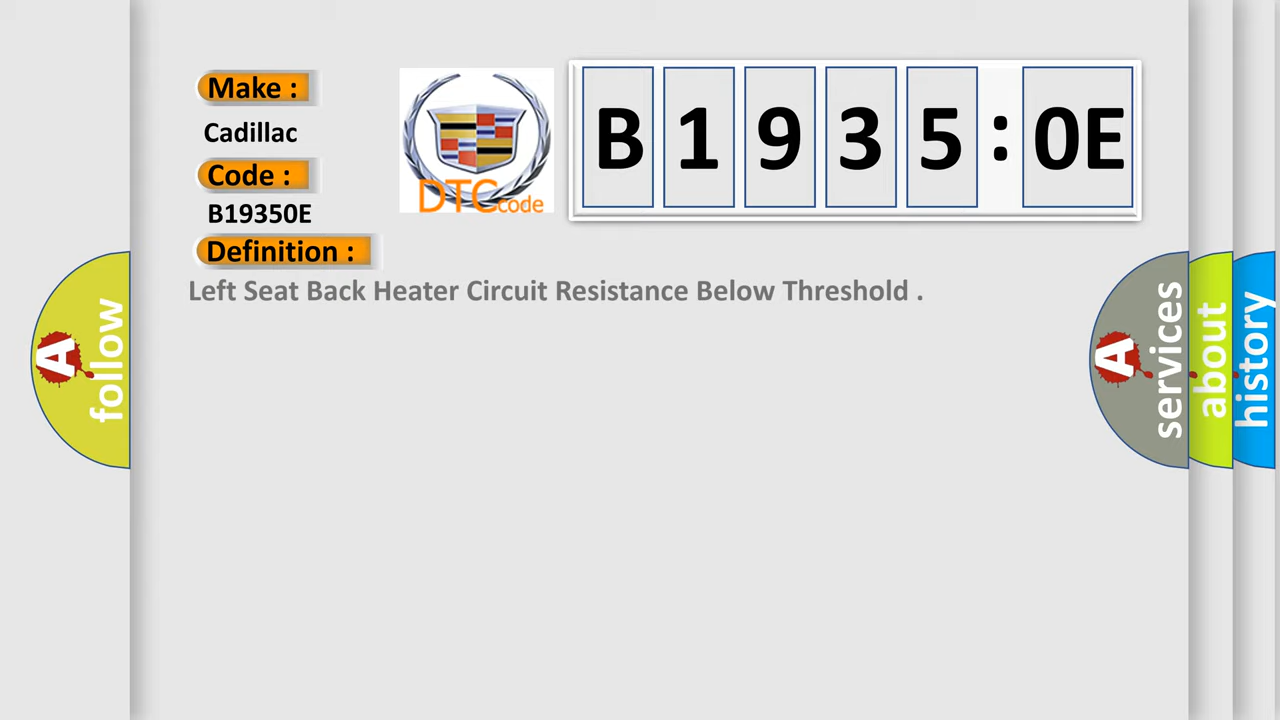 Make :
Cadillac
Code :
B19350E
Definition :
Left Seat Back Heater Circuit Resistance Below Threshold .
DTC code
B 1 9 3 5 : 0E
A follow
A services
about
history